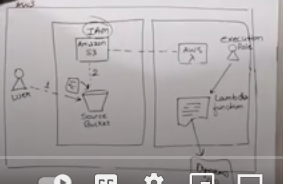 AWS
IAM
Amazon
S3
2
1
User
Source
Bucket
AWS
λ
Execution
Role
Lambda
function